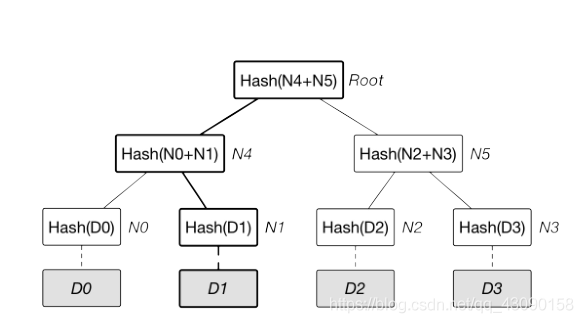 Hash(N4+N5) Root
Hash(N0+N1) N4 Hash(N2+N3) N5
Hash(D0) N0 Hash(D1) N1 Hash(D2) N2 Hash(D3) N3
D0 D1 D2 D3
https://blog.csdn.net/qq_43090158